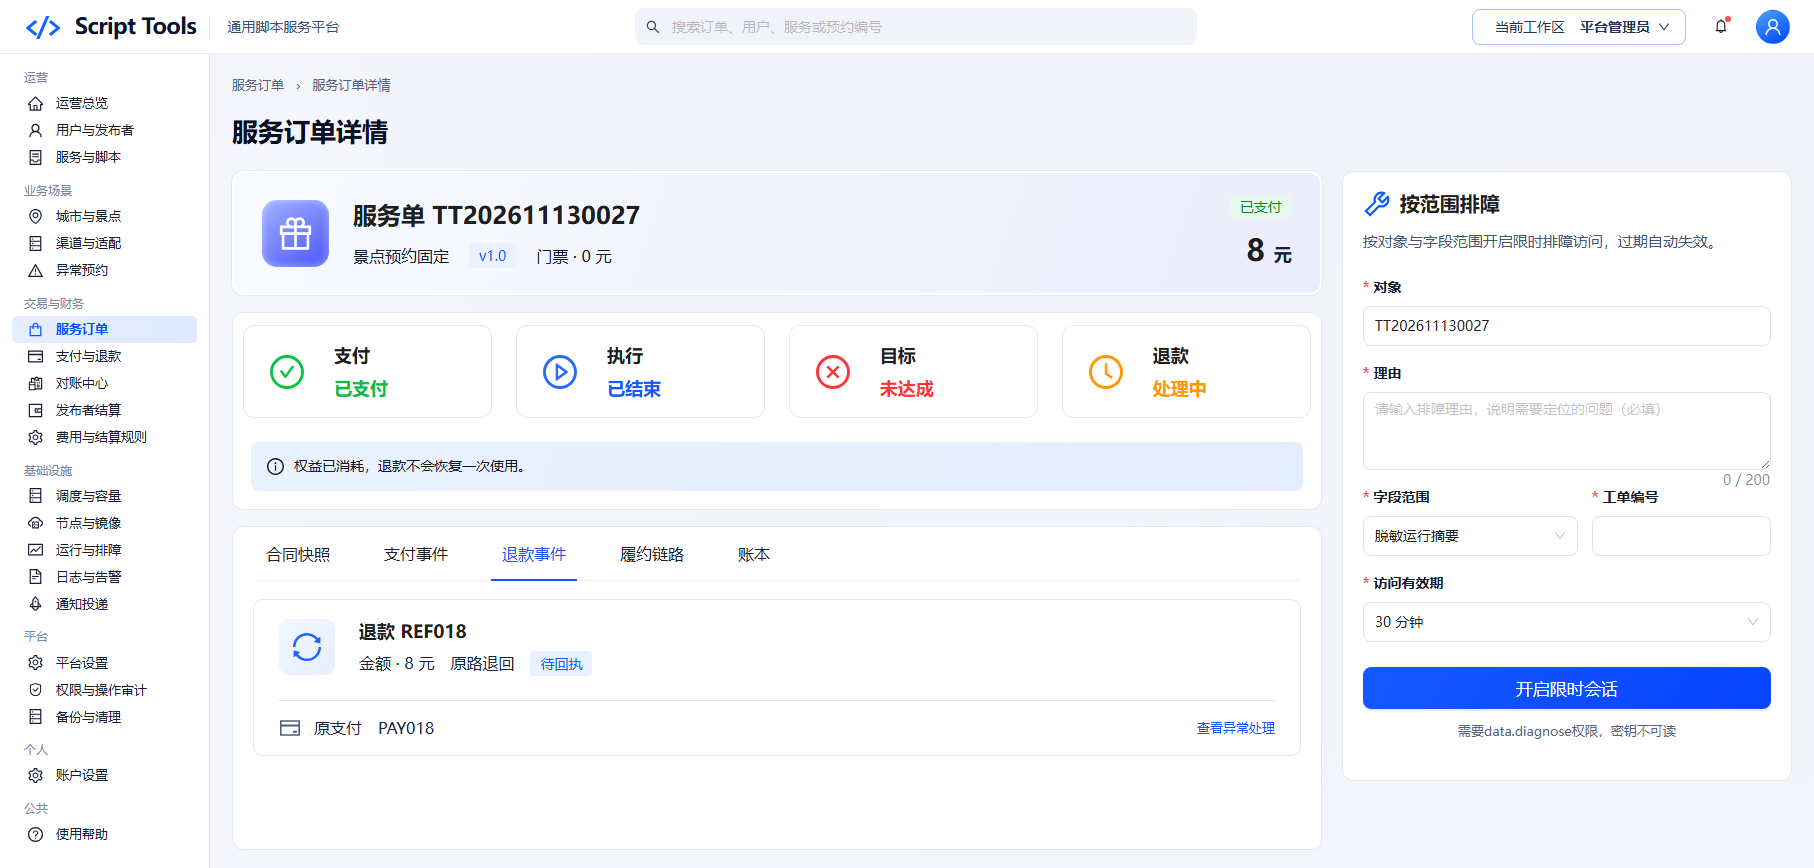 Script Tools
通用脚本服务平台
搜索订单、用户、服务或预约编号
当前工作区 平台管理员
运营
运营总览
用户与发布者
服务与脚本
业务场景
城市与景点
渠道与适配
异常预约
交易与财务
服务订单
支付与退款
对账中心
发布者结算
费用与结算规则
基础设施
调度与容量
节点与镜像
运行与排障
日志与告警
通知投递
平台
平台设置
权限与操作审计
备份与清理
个人
账户设置
公共
使用帮助
服务订单 › 服务订单详情
服务订单详情
服务单 TT202611130027
景点预约固定 v1.0 门票 · 0 元
已支付
8 元
支付
已支付
执行
已结束
目标
未达成
退款
处理中
权益已消耗，退款不会恢复一次使用。
合同快照 支付事件 退款事件 履约链路 账本
退款 REF018
金额 · 8 元 原路退回 待回执
原支付 PAY018 查看异常处理
按范围排障
按对象与字段范围开启限时排障访问，过期自动失效。
* 对象
TT202611130027
* 理由
请输入排障理由，说明需要定位的问题（必填）
0 / 200
* 字段范围 * 工单编号
脱敏运行摘要
* 访问有效期
30 分钟
开启限时会话
需要data.diagnose权限，密钥不可读